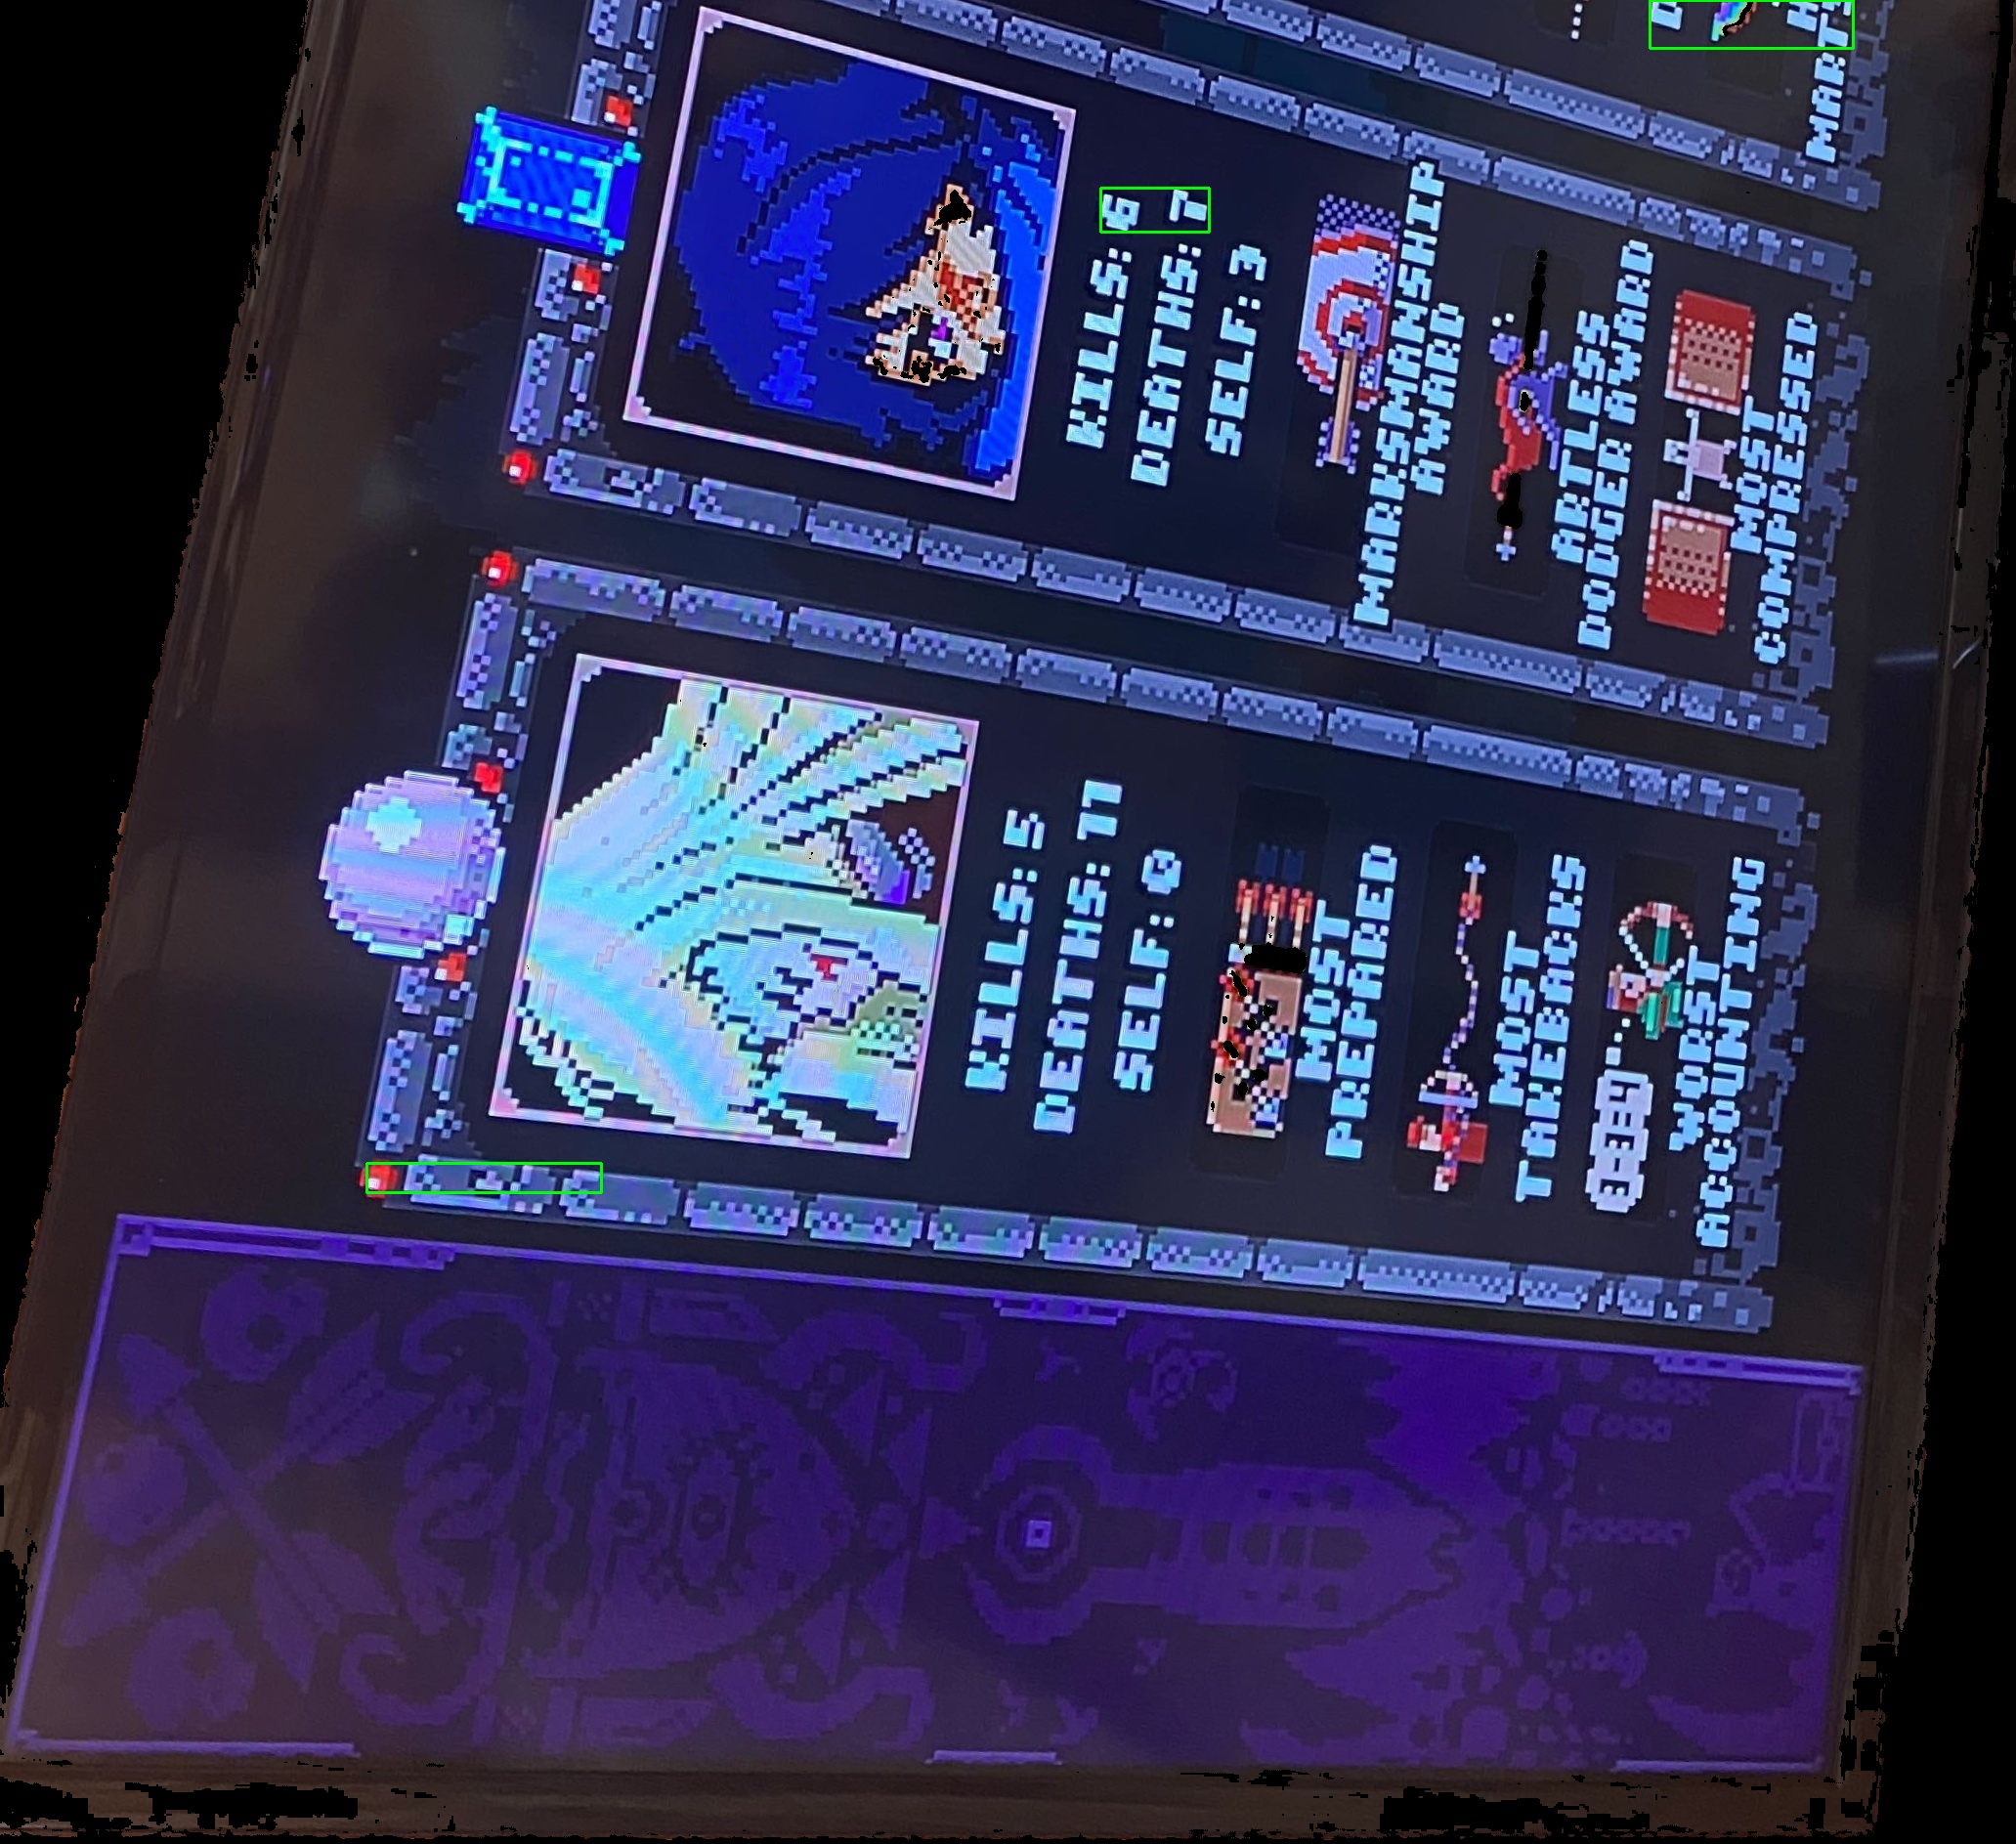 KILLS:5
DEATHS:11
SELF:0
MOST
PREPARED
MOST
TAKEBACKS
WORST
ACCOUNTING
KILLS:6
DEATHS:7
SELF:3
MARKSMANSHIP
AWARD
ARTLESS
DODGER AWARD
MOST
COMPRESSED